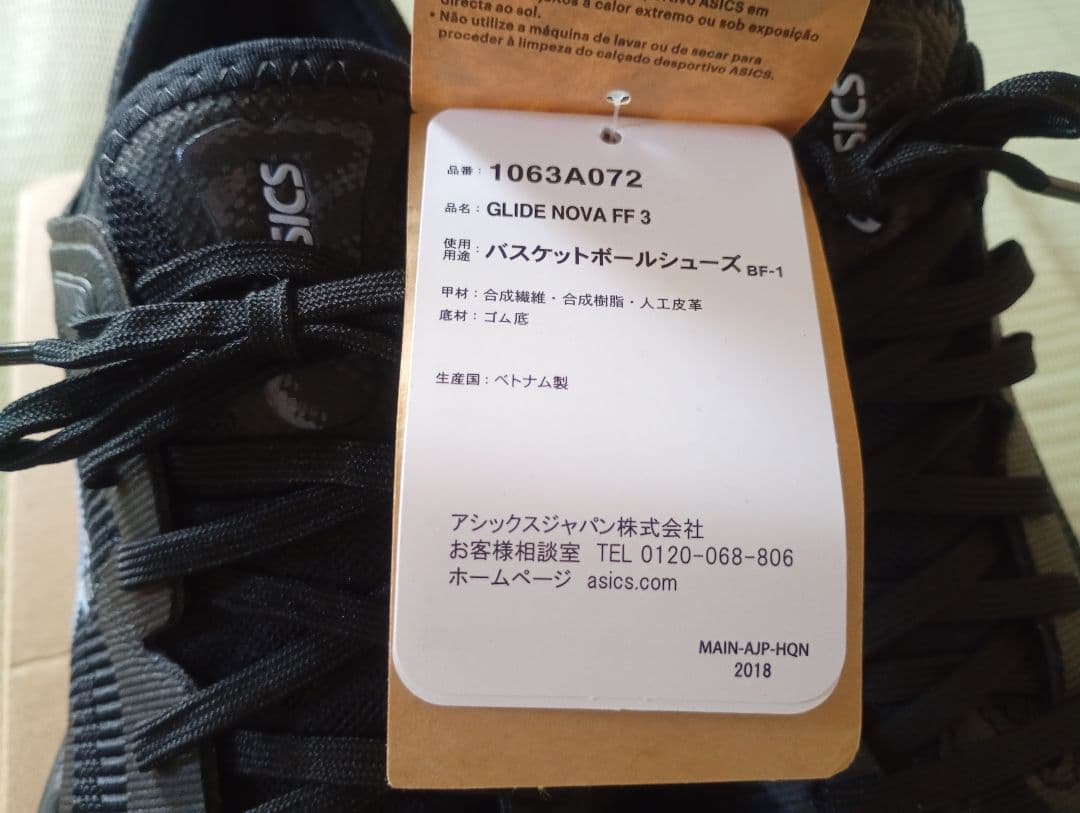 calor extremo ou sob exposição
directa ao sol.
• Não utilize a máquina de lavar ou de secar para
proceder à limpeza do calçado desportivo ASICS.
品番： 1063A072
品名： GLIDE NOVA FF 3
使用用途： バスケットボールシューズ BF-1
甲材：合成繊維・合成樹脂・人工皮革
底材：ゴム底
生産国：ベトナム製
アシックスジャパン株式会社
お客様相談室 TEL 0120-068-806
ホームページ asics.com
MAIN-AJP-HQN
2018